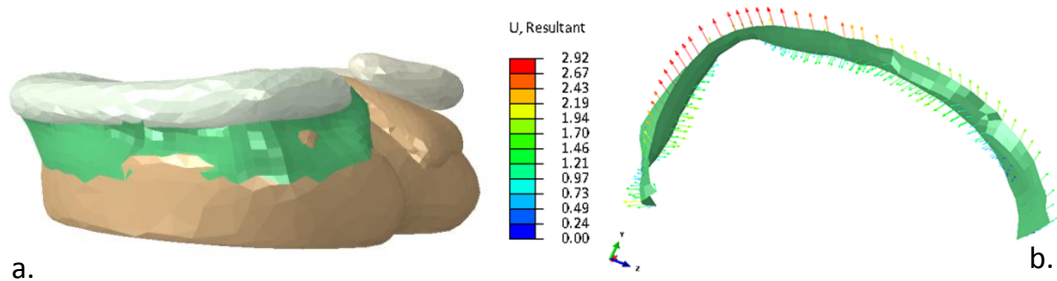 U, Resultant
2.92
2.67
2.43
2.19
1.94
1.70
1.46
1.21
0.97
0.73
0.49
0.24
0.00
Y
Z
a.
b.